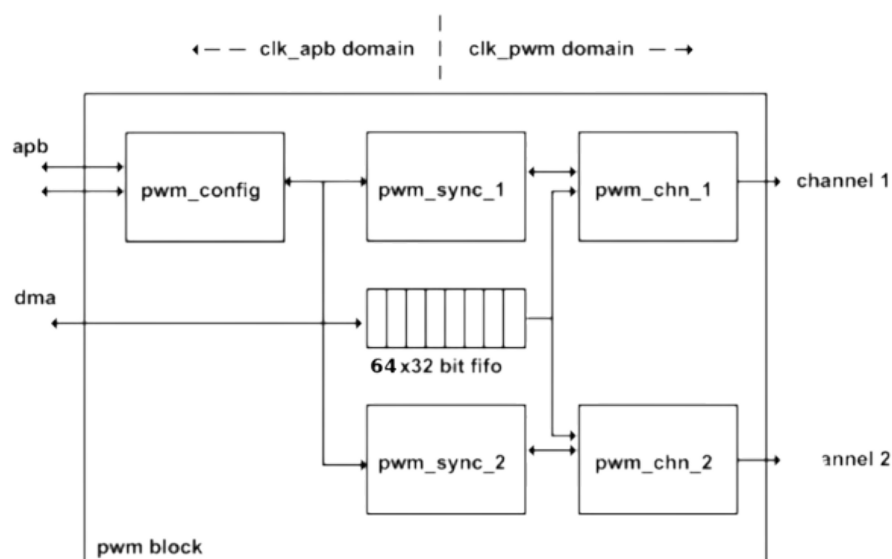 clk_apb domain
clk_pwm domain
apb
pwm_config
pwm_sync_1
pwm_chn_1
channel 1
dma
64 x32 bit fifo
pwm_sync_2
pwm_chn_2
annel 2
pwm block